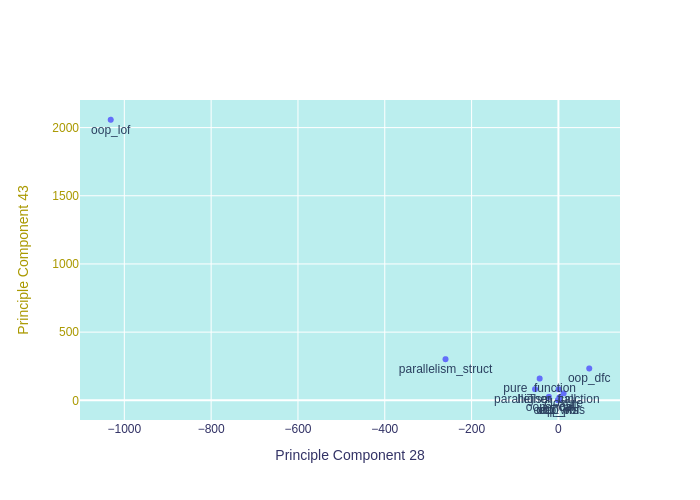 2000
1500
1000
500
0
Principle Component 43
oop_lof
parallelism_struct
oop_dfc
pure_function
−1000
−800
−600
−400
−200
0
Principle Component 28